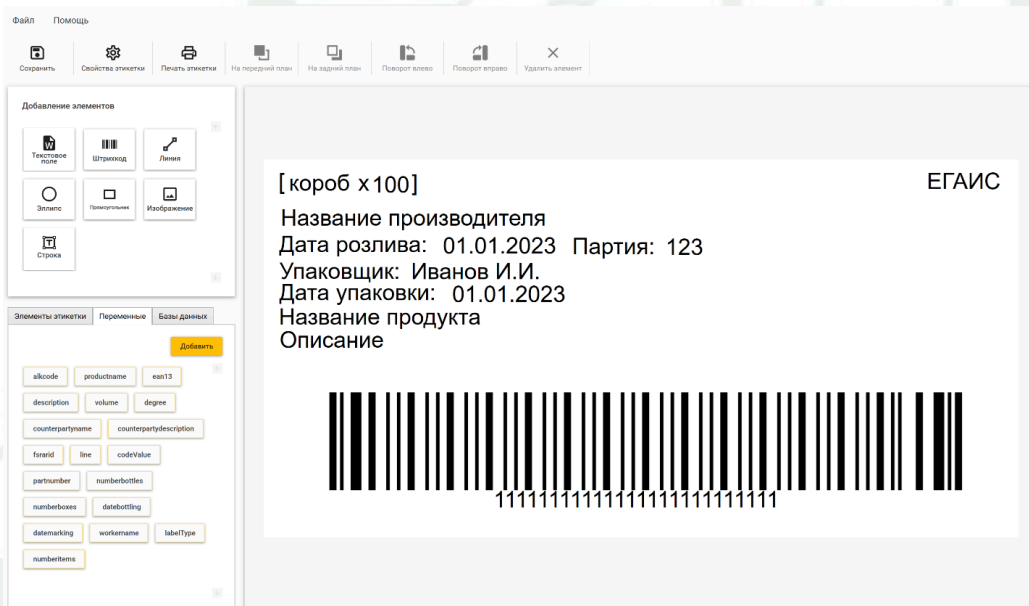 Файл Помощь
Сохранить Свойства этикетки Печать этикетки На передний план На задний план Поворот влево Поворот вправо Удалить элемент
Добавление элементов
Текстовое поле Штрихкод Линия
Эллипс Прямоугольник Изображение
Строка
Элементы этикетки Переменные Базы данных
Добавить
alkcode productname ean13
description volume degree
counterpartyname counterpartydescription
fsrarid line codeValue
partnumber numberbottles
numberboxes datebottling
datemarking workername labelType
numberitems
[короб x100] ЕГАИС
Название производителя
Дата розлива: 01.01.2023 Партия: 123
Упаковщик: Иванов И.И.
Дата упаковки: 01.01.2023
Название продукта
Описание
11111111111111111111111111